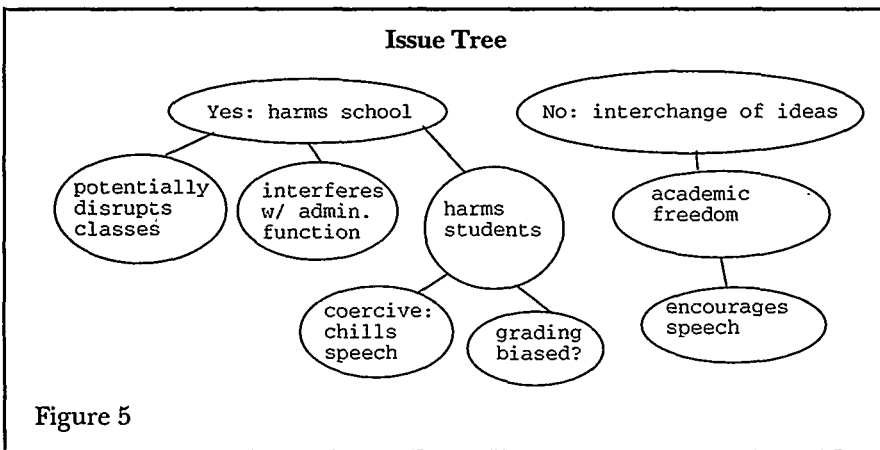 Issue Tree
Yes: harms school
No: interchange of ideas
potentially
disrupts
classes
interferes
w/ admin.
function
harms
students
academic
freedom
coercive:
chills
speech
grading
biased?
encourages
speech
Figure 5